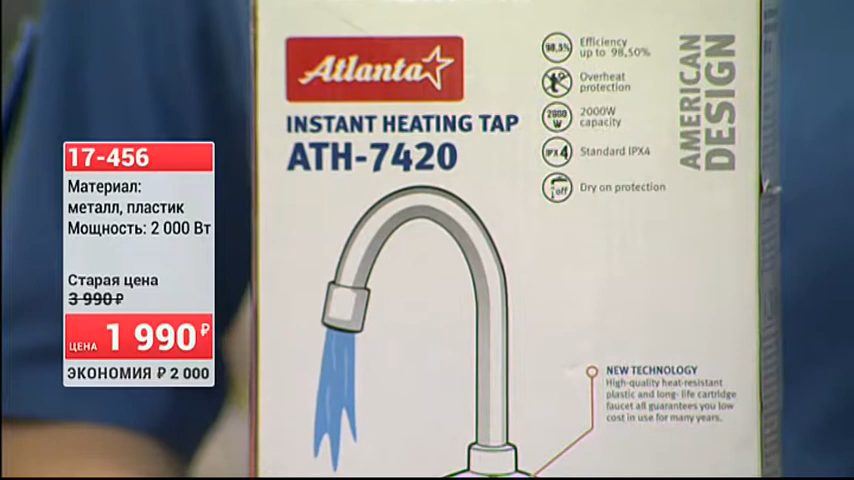 17-456
Материал:
металл, пластик
Мощность: 2 000 Вт
Старая цена
3 990 ₽
ЦЕНА 1 990 ₽
ЭКОНОМИЯ ₽ 2 000
Atlanta
INSTANT HEATING TAP
ATH-7420
98,5%
Efficiency
up to 98,50%
Overheat
protection
2000
W
2000W
capacity
IPX 4
Standard IPX4
off
Dry on protection
AMERICAN
DESIGN
NEW TECHNOLOGY
High-quality heat-resistant
plastic and long- life cartridge
faucet all guarantees you low
cost in use for many years.